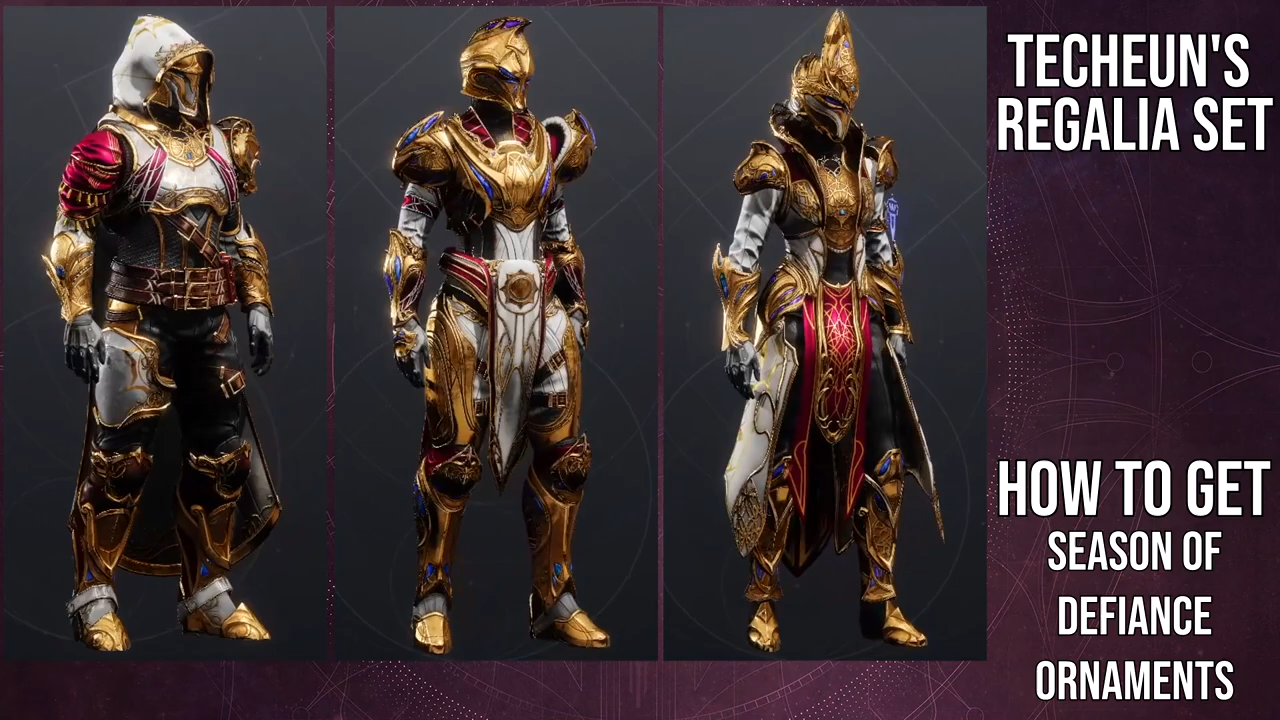 TECHEUN'S
REGALIA SET
HOW TO GET
SEASON OF
DEFIANCE
ORNAMENTS